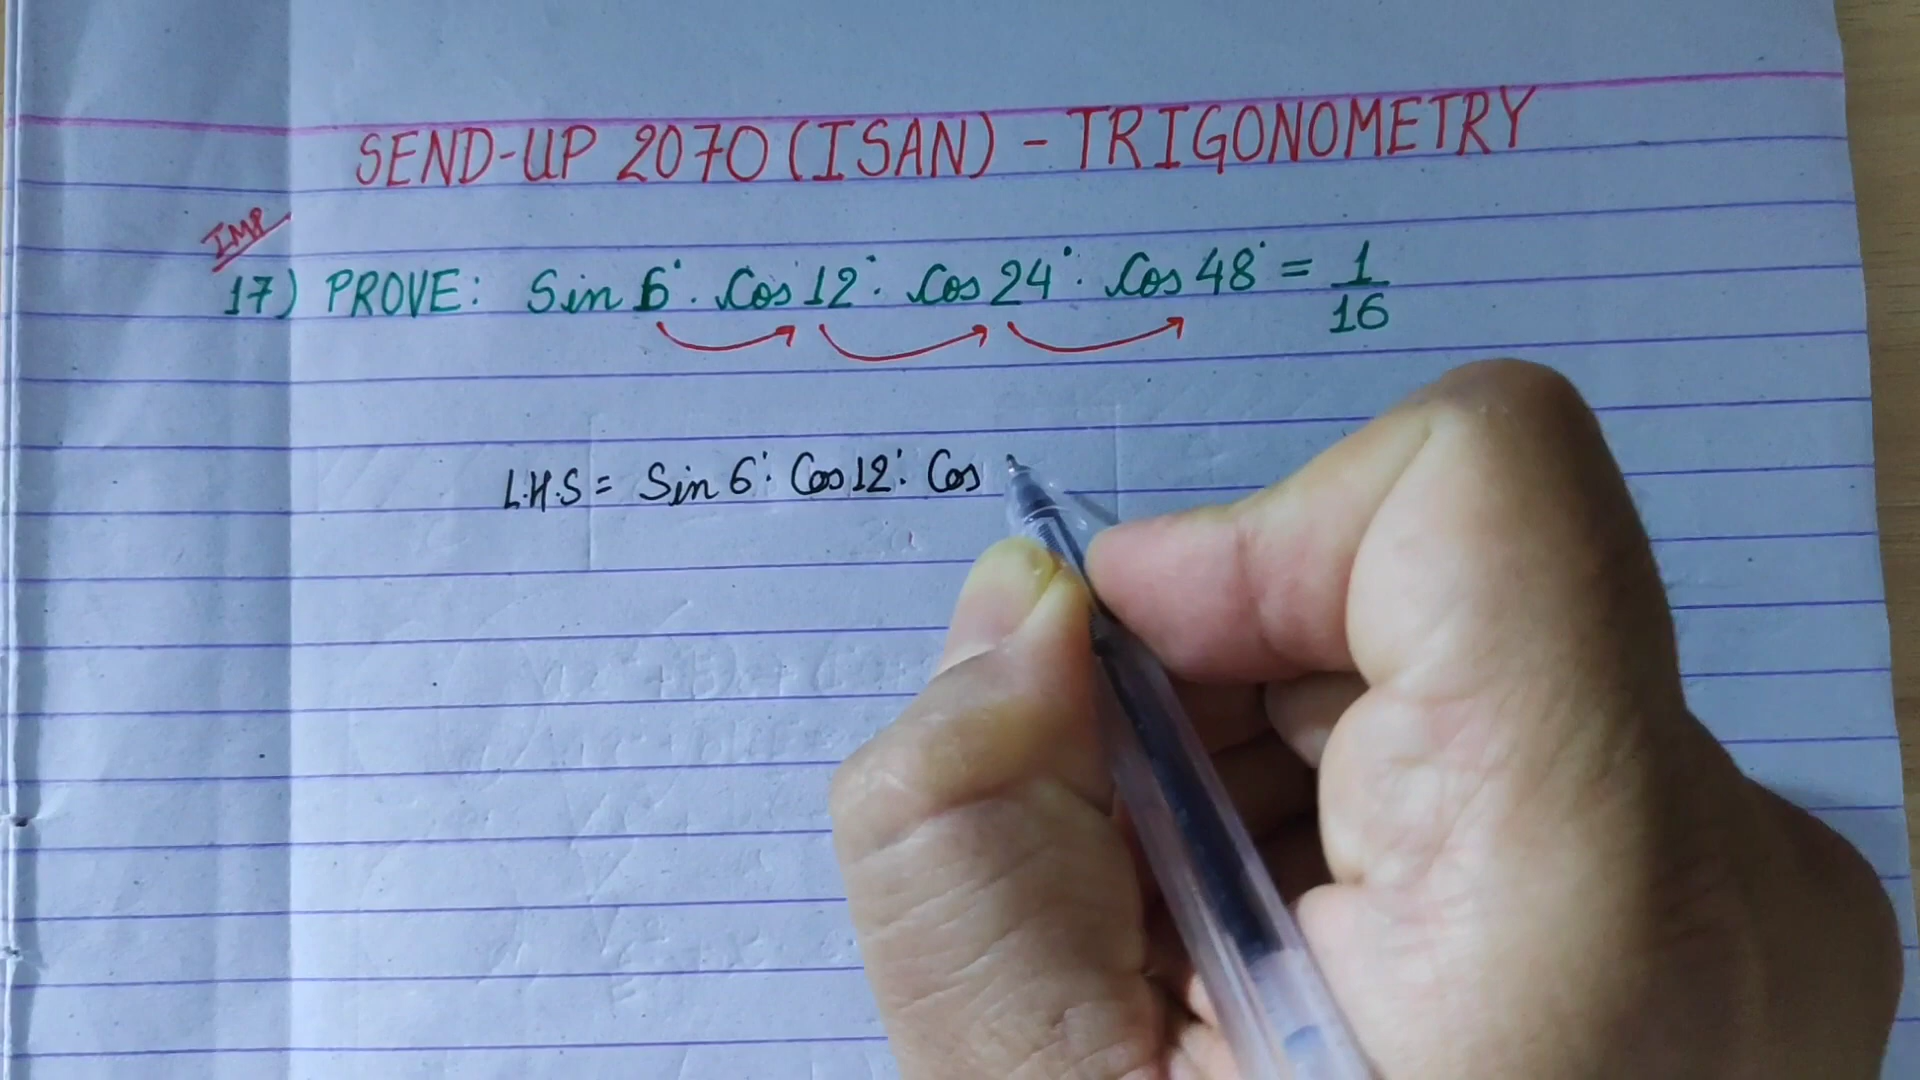 SEND-UP 2070 (ISAN) - TRIGONOMETRY
IMP
17) PROVE: Sin 6° . Cos 12° . Cos 24° . Cos 48° = 1/16
L.H.S = Sin 6° . Cos 12° . Cos